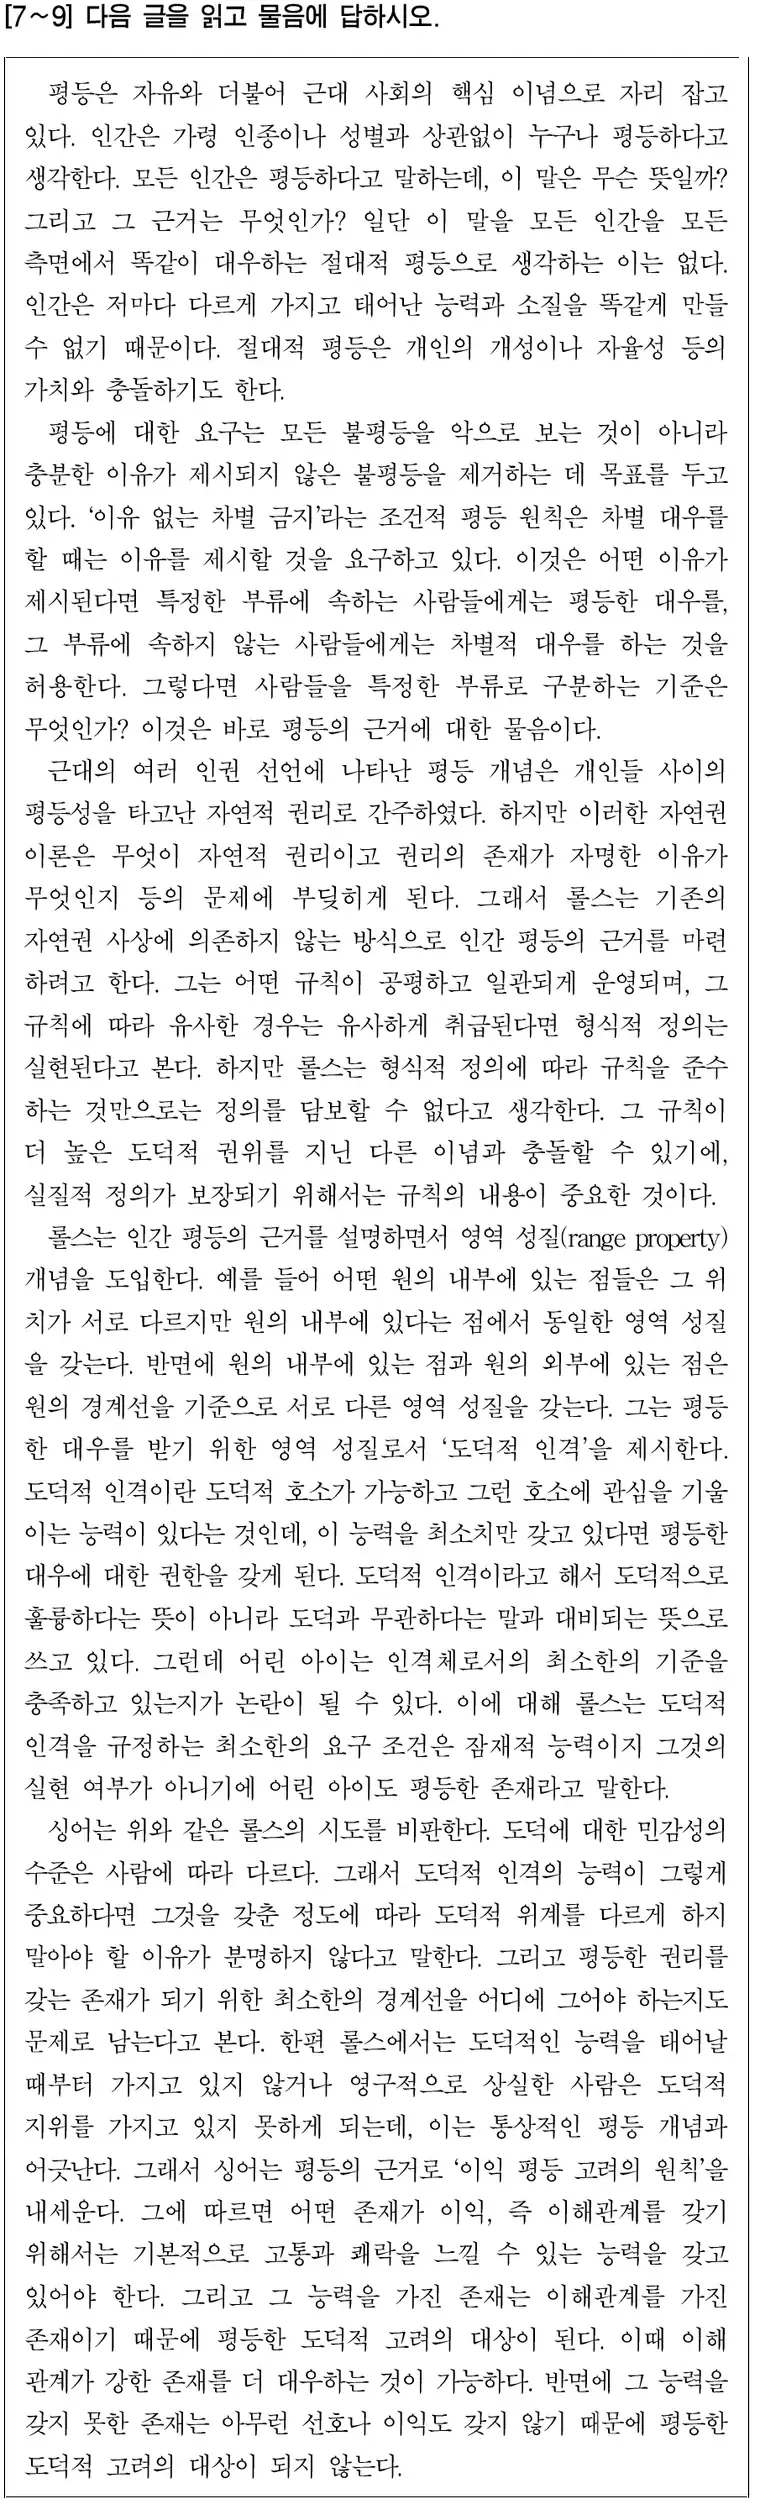 [7～9] 다음 글을 읽고 물음에 답하시오.
평등은 자유와 더불어 근대 사회의 핵심 이념으로 자리 잡고
있다. 인간은 가령 인종이나 성별과 상관없이 누구나 평등하다고
생각한다. 모든 인간은 평등하다고 말하는데, 이 말은 무슨 뜻일까?
그리고 그 근거는 무엇인가? 일단 이 말을 모든 인간을 모든
측면에서 똑같이 대우하는 절대적 평등으로 생각하는 이는 없다.
인간은 저마다 다르게 가지고 태어난 능력과 소질을 똑같게 만들
수 없기 때문이다. 절대적 평등은 개인의 개성이나 자율성 등의
가치와 충돌하기도 한다.
평등에 대한 요구는 모든 불평등을 악으로 보는 것이 아니라
충분한 이유가 제시되지 않은 불평등을 제거하는 데 목표를 두고
있다. ‘이유 없는 차별 금지’라는 조건적 평등 원칙은 차별 대우를
할 때는 이유를 제시할 것을 요구하고 있다. 이것은 어떤 이유가
제시된다면 특정한 부류에 속하는 사람들에게는 평등한 대우를,
그 부류에 속하지 않는 사람들에게는 차별적 대우를 하는 것을
허용한다. 그렇다면 사람들을 특정한 부류로 구분하는 기준은
무엇인가? 이것은 바로 평등의 근거에 대한 물음이다.
근대의 여러 인권 선언에 나타난 평등 개념은 개인들 사이의
평등성을 타고난 자연적 권리로 간주하였다. 하지만 이러한 자연권
이론은 무엇이 자연적 권리이고 권리의 존재가 자명한 이유가
무엇인지 등의 문제에 부딪히게 된다. 그래서 롤스는 기존의
자연권 사상에 의존하지 않는 방식으로 인간 평등의 근거를 마련
하려고 한다. 그는 어떤 규칙이 공평하고 일관되게 운영되며, 그
규칙에 따라 유사한 경우는 유사하게 취급된다면 형식적 정의는
실현된다고 본다. 하지만 롤스는 형식적 정의에 따라 규칙을 준수
하는 것만으로는 정의를 담보할 수 없다고 생각한다. 그 규칙이
더 높은 도덕적 권위를 지닌 다른 이념과 충돌할 수 있기에,
실질적 정의가 보장되기 위해서는 규칙의 내용이 중요한 것이다.
롤스는 인간 평등의 근거를 설명하면서 영역 성질(range property)
개념을 도입한다. 예를 들어 어떤 원의 내부에 있는 점들은 그 위
치가 서로 다르지만 원의 내부에 있다는 점에서 동일한 영역 성질
을 갖는다. 반면에 원의 내부에 있는 점과 원의 외부에 있는 점은
원의 경계선을 기준으로 서로 다른 영역 성질을 갖는다. 그는 평등
한 대우를 받기 위한 영역 성질로서 ‘도덕적 인격’을 제시한다.
도덕적 인격이란 도덕적 호소가 가능하고 그런 호소에 관심을 기울
이는 능력이 있다는 것인데, 이 능력을 최소치만 갖고 있다면 평등한
대우에 대한 권한을 갖게 된다. 도덕적 인격이라고 해서 도덕적으로
훌륭하다는 뜻이 아니라 도덕과 무관하다는 말과 대비되는 뜻으로
쓰고 있다. 그런데 어린 아이는 인격체로서의 최소한의 기준을
충족하고 있는지가 논란이 될 수 있다. 이에 대해 롤스는 도덕적
인격을 규정하는 최소한의 요구 조건은 잠재적 능력이지 그것의
실현 여부가 아니기에 어린 아이도 평등한 존재라고 말한다.
싱어는 위와 같은 롤스의 시도를 비판한다. 도덕에 대한 민감성의
수준은 사람에 따라 다르다. 그래서 도덕적 인격의 능력이 그렇게
중요하다면 그것을 갖춘 정도에 따라 도덕적 위계를 다르게 하지
말아야 할 이유가 분명하지 않다고 말한다. 그리고 평등한 권리를
갖는 존재가 되기 위한 최소한의 경계선을 어디에 그어야 하는지도
문제로 남는다고 본다. 한편 롤스에서는 도덕적인 능력을 태어날
때부터 가지고 있지 않거나 영구적으로 상실한 사람은 도덕적
지위를 가지고 있지 못하게 되는데, 이는 통상적인 평등 개념과
어긋난다. 그래서 싱어는 평등의 근거로 ‘이익 평등 고려의 원칙’을
내세운다. 그에 따르면 어떤 존재가 이익, 즉 이해관계를 갖기
위해서는 기본적으로 고통과 쾌락을 느낄 수 있는 능력을 갖고
있어야 한다. 그리고 그 능력을 가진 존재는 이해관계를 가진
존재이기 때문에 평등한 도덕적 고려의 대상이 된다. 이때 이해
관계가 강한 존재를 더 대우하는 것이 가능하다. 반면에 그 능력을
갖지 못한 존재는 아무런 선호나 이익도 갖지 않기 때문에 평등한
도덕적 고려의 대상이 되지 않는다.